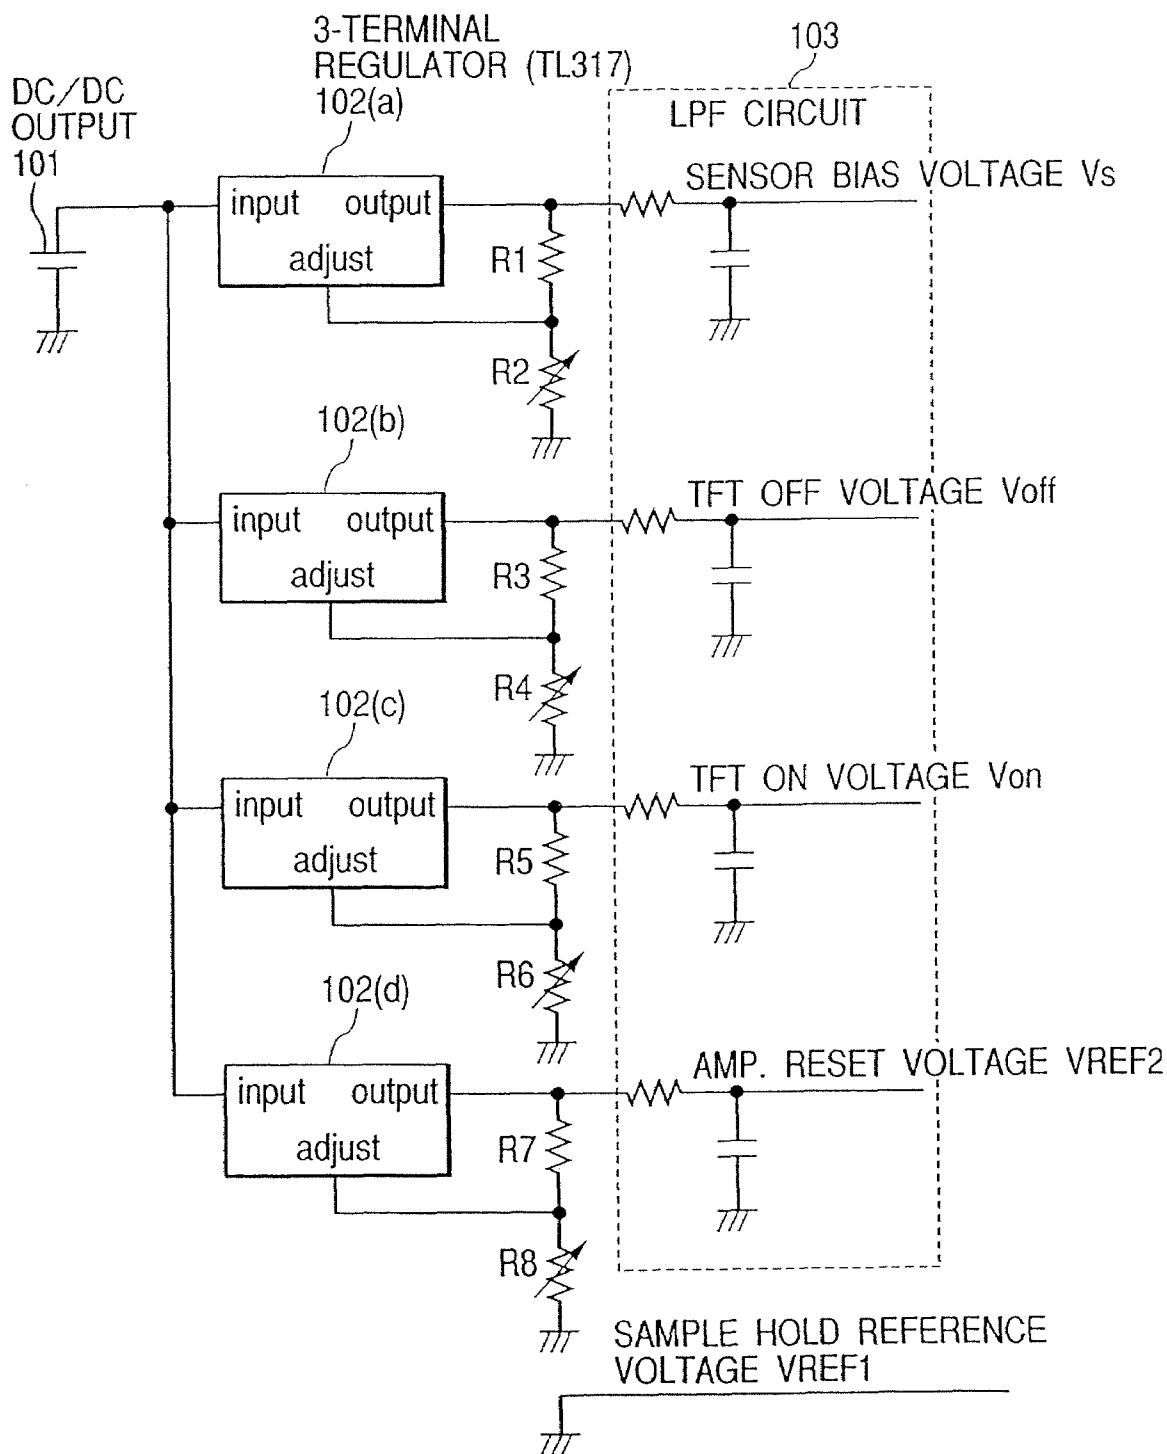 3-TERMINAL
REGULATOR (TL317)
103
DC/DC
OUTPUT
101
102(a)
LPF CIRCUIT
SENSOR BIAS VOLTAGE Vs
input output
adjust
R1
R2
102(b)
TFT OFF VOLTAGE Voff
input output
adjust
R3
R4
102(c)
TFT ON VOLTAGE Von
input output
adjust
R5
R6
102(d)
AMP. RESET VOLTAGE VREF2
input output
adjust
R7
R8
SAMPLE HOLD REFERENCE
VOLTAGE VREF1